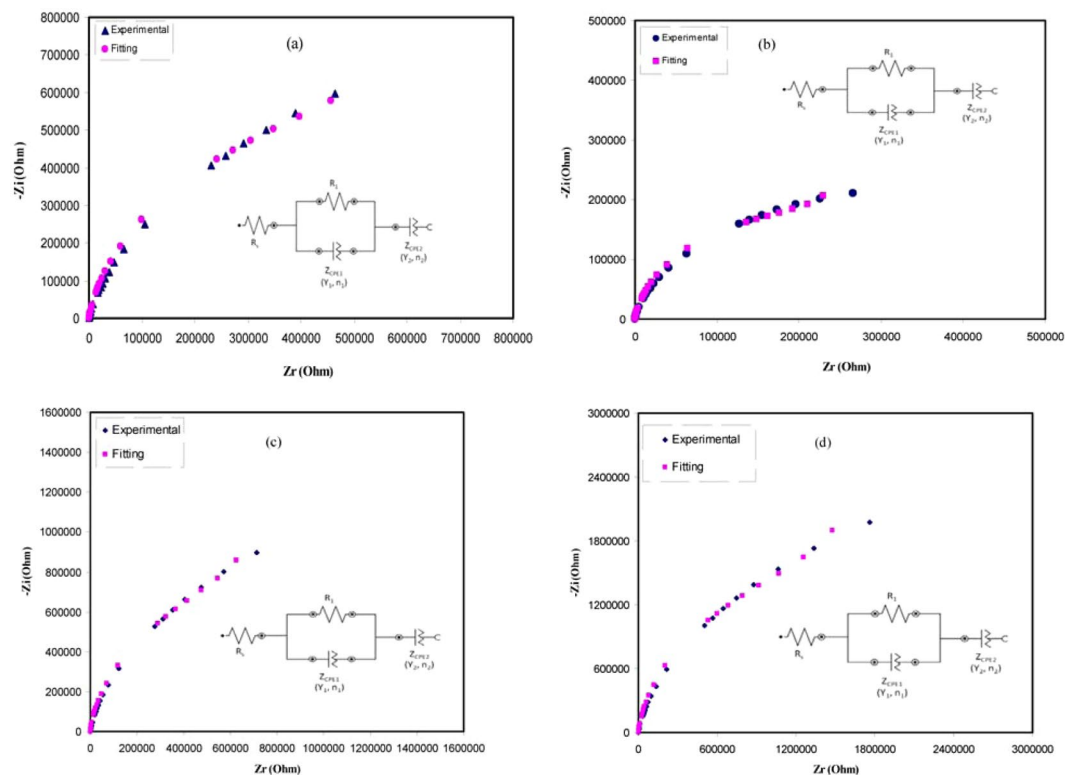 (a)
Experimental
Fitting
-Zi (Ohm)
800000
700000
600000
500000
400000
300000
200000
100000
0
R1
Rs
ZCPE1
(Y1, n1)
ZCPE2
(Y2, n2)
0 100000 200000 300000 400000 500000 600000 700000 800000
Zr (Ohm)
(b)
Experimental
Fitting
-Zi (Ohm)
500000
400000
300000
200000
100000
0
R1
Rs
ZCPE1
(Y1, n1)
ZCPE2
(Y2, n2)
0 100000 200000 300000 400000 500000
Zr (Ohm)
(c)
Experimental
Fitting
-Zi(Ohm)
1600000
1400000
1200000
1000000
800000
600000
400000
200000
0
R1
Rs
ZCPE1
(Y1, n1)
ZCPE2
(Y2, n2)
0 200000 400000 600000 800000 1000000 1200000 1400000 1600000
Zr (Ohm)
(d)
Experimental
Fitting
-Zi(Ohm)
3000000
2400000
1800000
1200000
600000
0
R1
Rs
ZCPE1
(Y1, n1)
ZCPE2
(Y2, n2)
600000 1200000 1800000 2400000 3000000
Zr (Ohm)